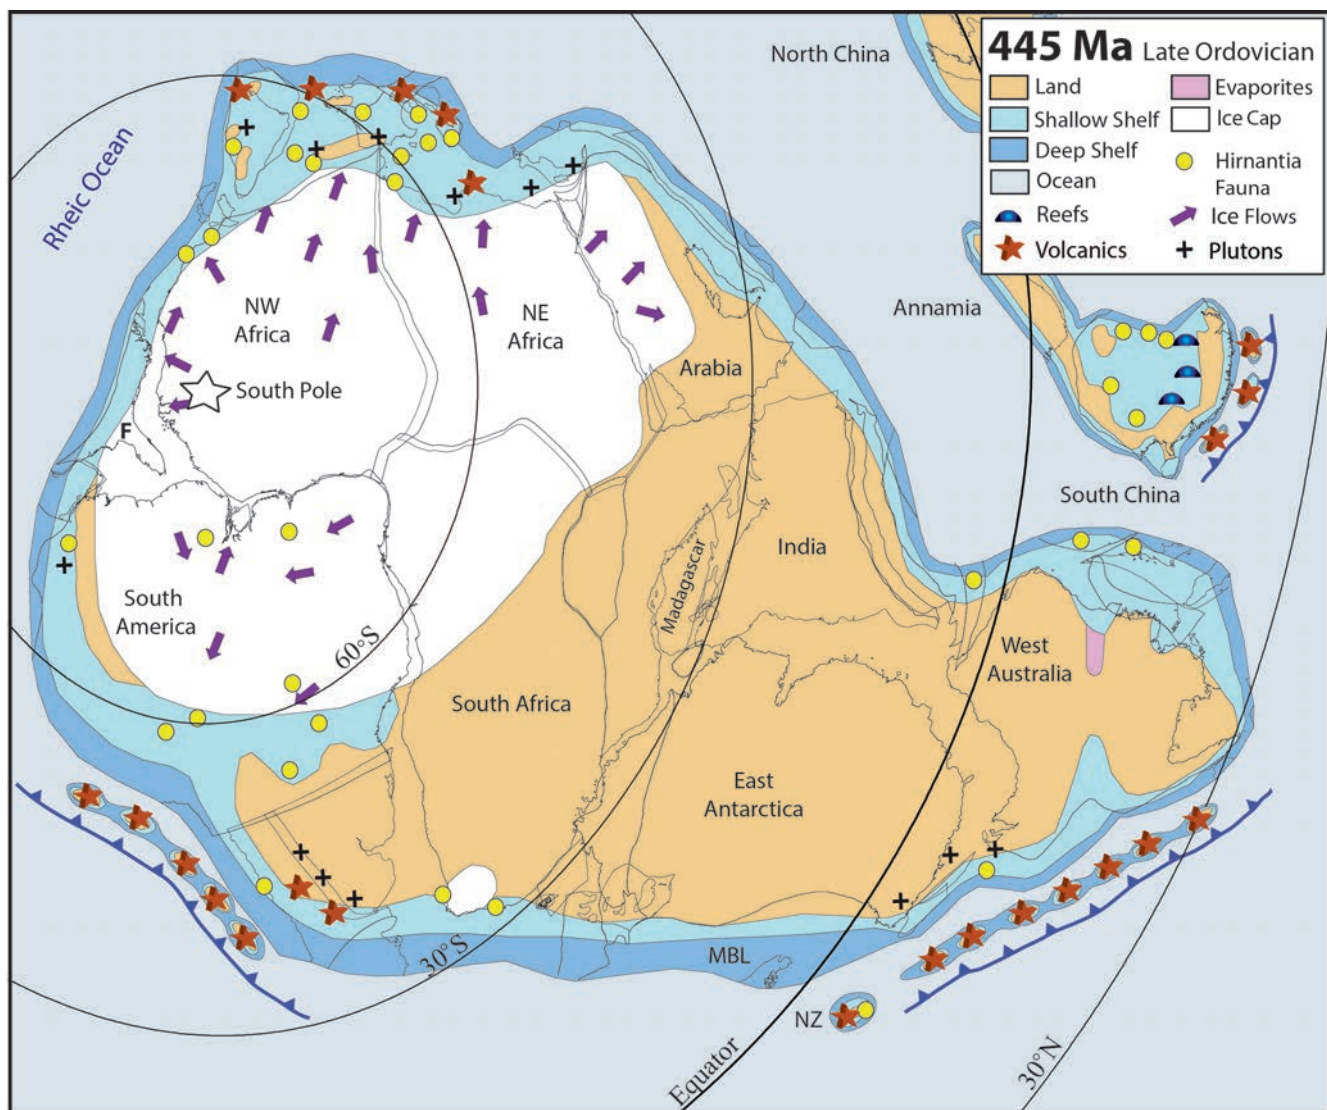 445 Ma Late Ordovician
Land
Evaporites
Shallow Shelf
Ice Cap
Deep Shelf
Hirnantia
Fauna
Ocean
Reefs
Ice Flows
Volcanics
Plutons
North China
Rheic Ocean
Annamia
NW
Africa
NE
Africa
Arabia
South Pole
F
South China
India
Madagascar
South
America
60°S
West
Australia
South Africa
East
Antarctica
30°S
MBL
NZ
Equator
30°N